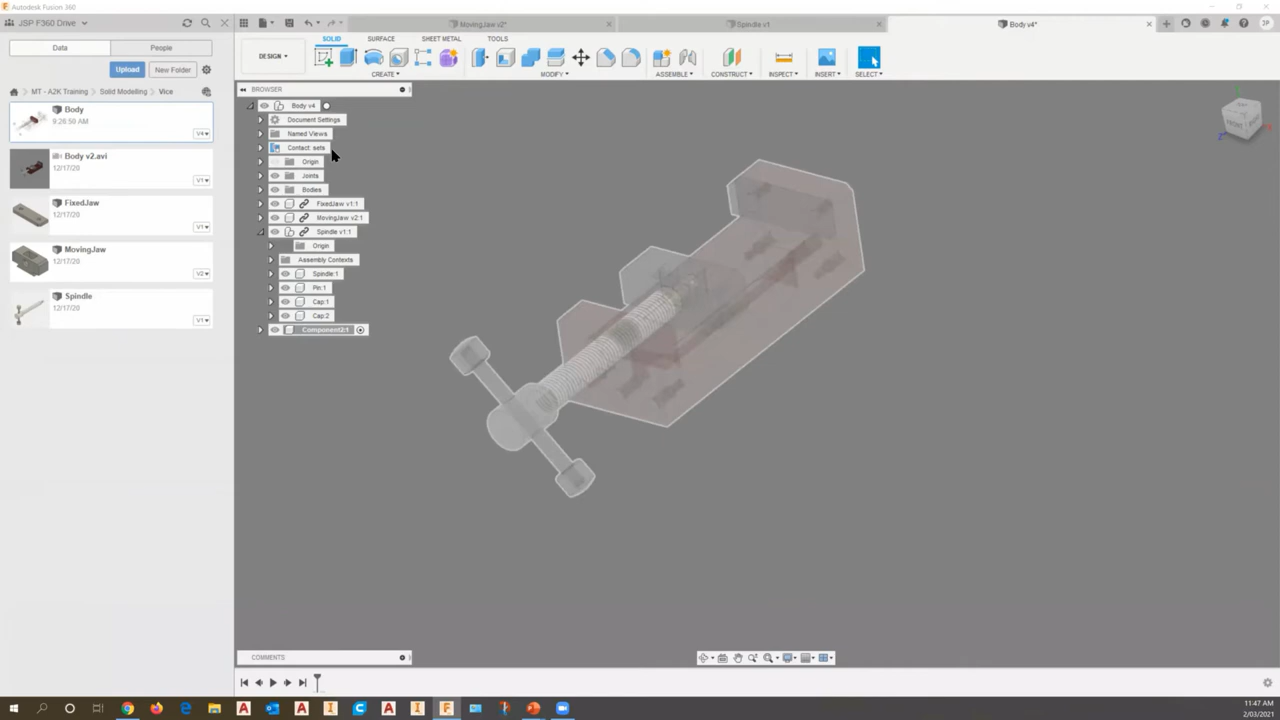 Autodesk Fusion 360
JSP F360 Drive
MovingJaw v2*
Spindle v1
Body v4*
JP
Data
People
SOLID
SURFACE
SHEET METAL
TOOLS
DESIGN
CREATE
MODIFY
ASSEMBLE
CONSTRUCT
INSPECT
INSERT
SELECT
Upload
New Folder
MT - A2K Training
Solid Modelling
Vice
BROWSER
Body
9:26:50 AM
V4
Body v2.avi
12/17/20
V1
FixedJaw
12/17/20
V1
MovingJaw
12/17/20
V2
Spindle
12/17/20
V1
Body v4
Document Settings
Named Views
Contact: sets
Origin
Joints
Bodies
FixedJaw v1:1
MovingJaw v2:1
Spindle v1:1
Origin
Assembly Contexts
Spindle:1
Pin:1
Cap:1
Cap:2
Component2:1
FRONT
Y
Z
COMMENTS
11:47 AM
2/03/2021